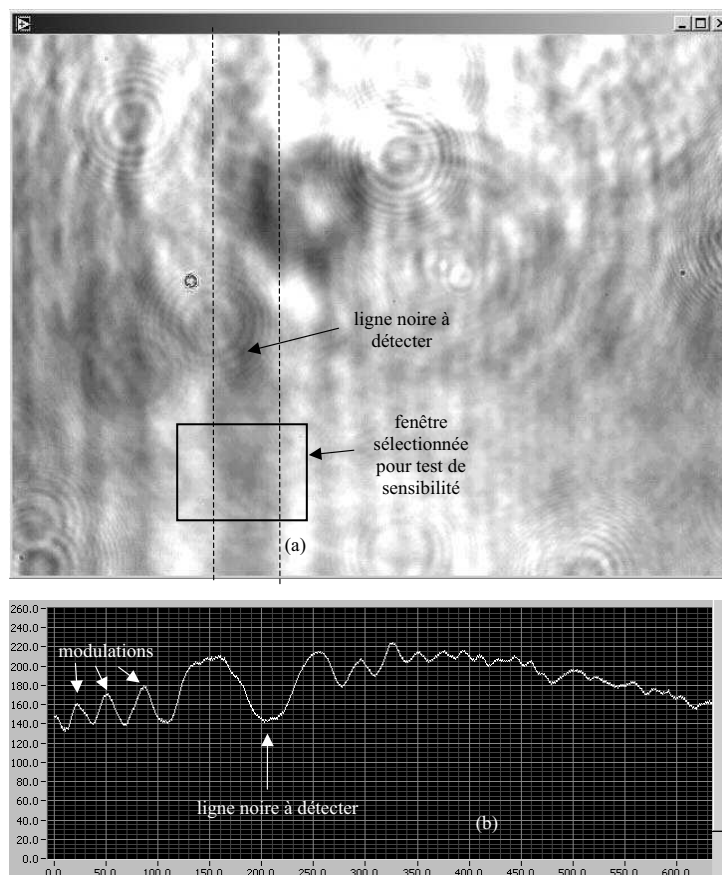 ligne noire à
détecter
fenêtre
sélectionnée
pour test de
sensibilité
(a)
260.0
240.0
220.0
200.0
180.0
160.0
140.0
120.0
100.0
80.0
60.0
40.0
20.0
0.0
modulations
ligne noire à détecter
(b)
0.0 50.0 100.0 150.0 200.0 250.0 300.0 350.0 400.0 450.0 500.0 550.0 600.0